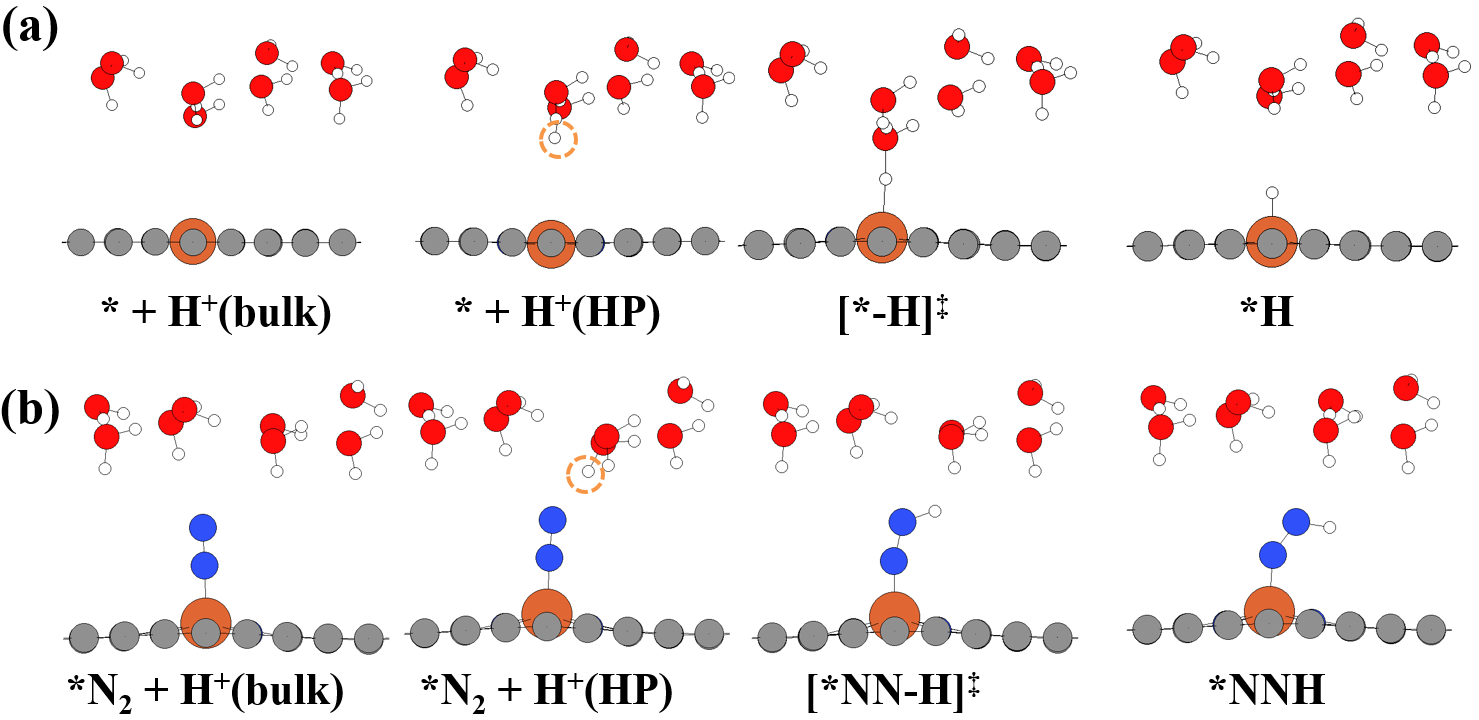 (a)
* + H⁺(bulk) * + H⁺(HP) [*-H]‡ *H
(b)
*N₂ + H⁺(bulk) *N₂ + H⁺(HP) [*NN-H]‡ *NNH